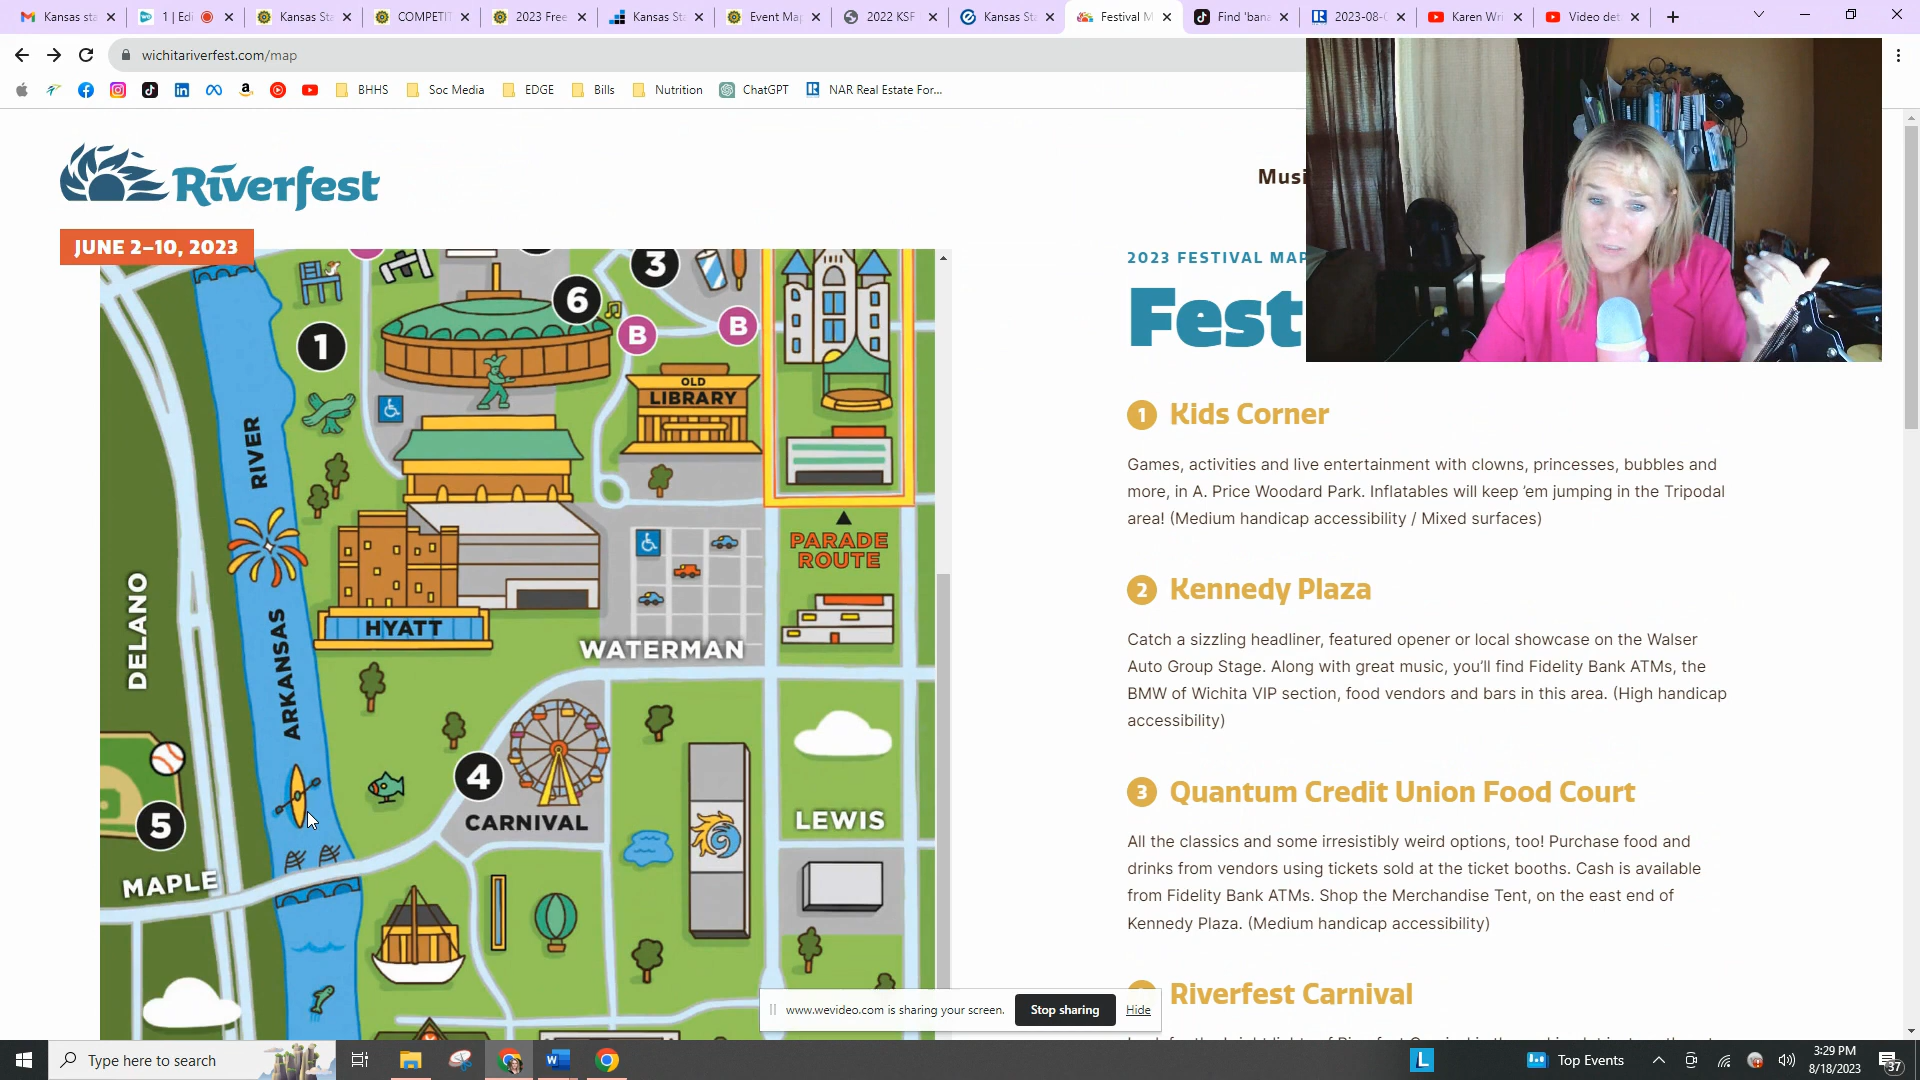 Kansas sta
1 | Edi
Kansas Sta
COMPETIT
2023 Free
Kansas Sta
Event Map
2022 KSF
Kansas Sta
Festival M
Find 'bana
2023-08-
Karen Wri
Video det
wichitariverfest.com/map
BHHS
Soc Media
EDGE
Bills
Nutrition
ChatGPT
NAR Real Estate For...
Riverfest
Musi
JUNE 2–10, 2023
3
6
B
B
1
OLD
LIBRARY
RIVER
PARADE
ROUTE
DELANO
HYATT
ARKANSAS
WATERMAN
4
5
CARNIVAL
LEWIS
MAPLE
2023 FESTIVAL MAP
Fest
1 Kids Corner
Games, activities and live entertainment with clowns, princesses, bubbles and
more, in A. Price Woodard Park. Inflatables will keep 'em jumping in the Tripodal
area! (Medium handicap accessibility / Mixed surfaces)
2 Kennedy Plaza
Catch a sizzling headliner, featured opener or local showcase on the Walser
Auto Group Stage. Along with great music, you'll find Fidelity Bank ATMs, the
BMW of Wichita VIP section, food vendors and bars in this area. (High handicap
accessibility)
3 Quantum Credit Union Food Court
All the classics and some irresistibly weird options, too! Purchase food and
drinks from vendors using tickets sold at the ticket booths. Cash is available
from Fidelity Bank ATMs. Shop the Merchandise Tent, on the east end of
Kennedy Plaza. (Medium handicap accessibility)
Riverfest Carnival
www.wevideo.com is sharing your screen.
Stop sharing
Hide
Type here to search
L
Top Events
3:29 PM
8/18/2023
37